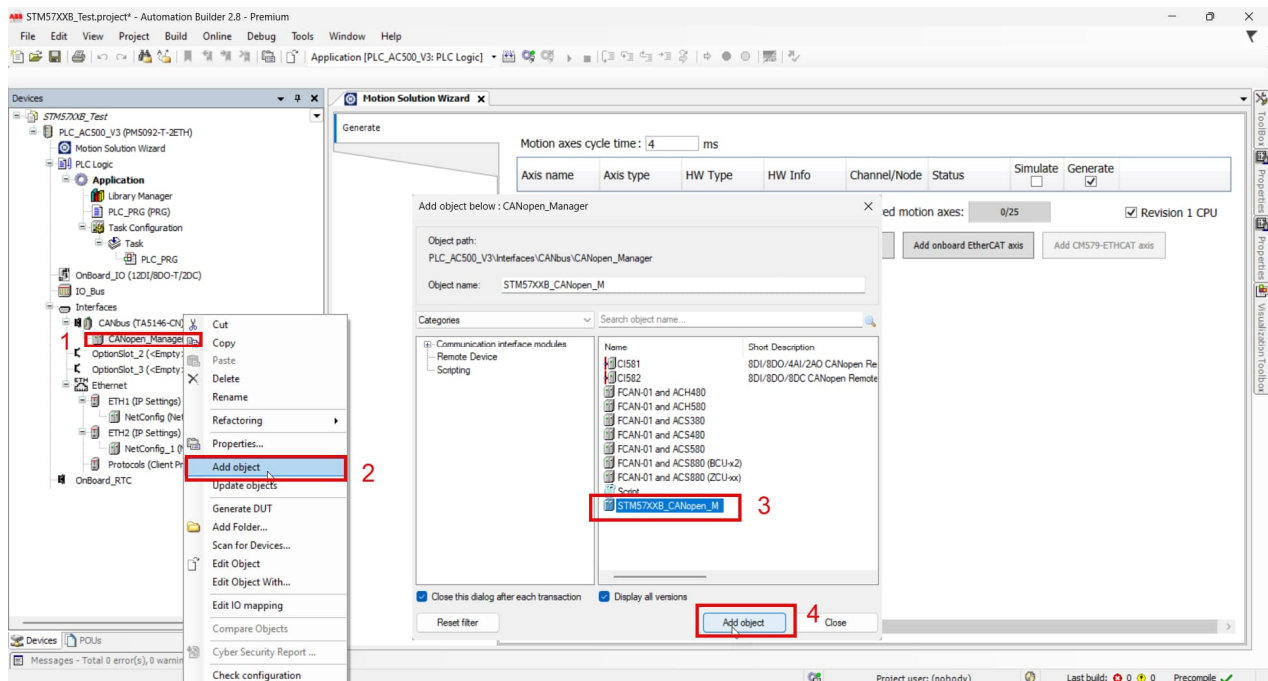 ABB STM57XXB_Test.project* - Automation Builder 2.8 - Premium
File Edit View Project Build Online Debug Tools Window Help
Application [PLC_AC500_V3: PLC Logic]
Devices
STM57XXB_Test
PLC_AC500_V3 (PM5092-T-2ETH)
Motion Solution Wizard
PLC Logic
Application
Library Manager
PLC_PRG (PRG)
Task Configuration
Task
PLC_PRG
OnBoard_IO (12DI/8DO-T/2DC)
IO_Bus
Interfaces
CANbus (TA5146-CN)
1 CANopen_Manager
OptionSlot_2 (<Empty>
OptionSlot_3 (<Empty>
ETH Ethernet
ETH1 (IP Settings)
NetConfig (Net
ETH2 (IP Settings)
NetConfig_1 (
Protocols (Client Pr
OnBoard_RTC
Devices POUs
Messages - Total 0 error(s), 0 warnin
Cut
Copy
Paste
Delete
Rename
Refactoring
Properties...
Add object 2
Update objects
Generate DUT
Add Folder...
Scan for Devices...
Edit Object
Edit Object With...
Edit IO mapping
Compare Objects
Cyber Security Report ...
Check configuration
Motion Solution Wizard
Generate
Motion axes cycle time: 4 ms
Axis name Axis type HW Type HW Info Channel/Node Status Simulate Generate
ed motion axes: 0/25 Revision 1 CPU
Add onboard EtherCAT axis Add CM579-ETHCAT axis
Add object below : CANopen_Manager
Object path:
PLC_AC500_V3\Interfaces\CANbus\CANopen_Manager
Object name: STM57XXB_CANopen_M
Categories Search object name...
Communication interface modules
Remote Device
Scripting
Name Short Description
CI581 8DI/8DO/4AI/2AO CANopen Re
CI582 8DI/8DO/8DC CANopen Remote
FCAN-01 and ACH480
FCAN-01 and ACH580
FCAN-01 and ACS380
FCAN-01 and ACS480
FCAN-01 and ACS580
FCAN-01 and ACS880 (BCU-x2)
FCAN-01 and ACS880 (ZCU-xx)
Script
STM57XXB_CANopen_M 3
Close this dialog after each transaction Display all versions
Reset filter Add object 4 Close
ToolBox
Properties
Properties
Visualization Toolbox
Project user: (nobody) Last build: 0 0 Precompile